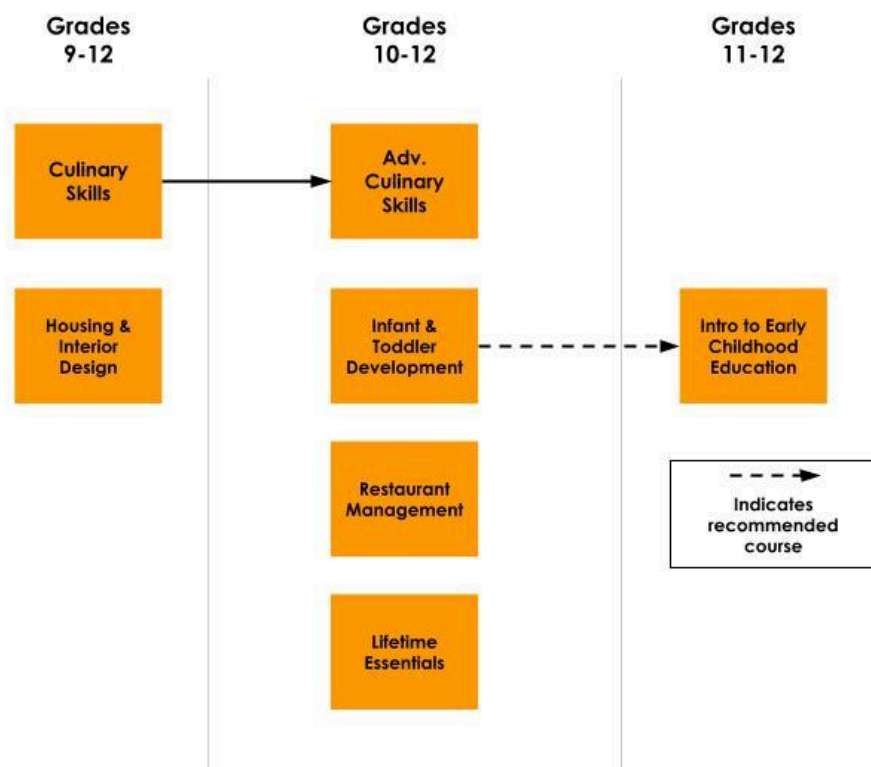 Grades
9-12
Grades
10-12
Grades
11-12
Culinary
Skills
Adv.
Culinary
Skills
Housing &
Interior
Design
Infant &
Toddler
Development
Intro to Early
Childhood
Education
Restaurant
Management
Indicates
recommended
course
Lifetime
Essentials